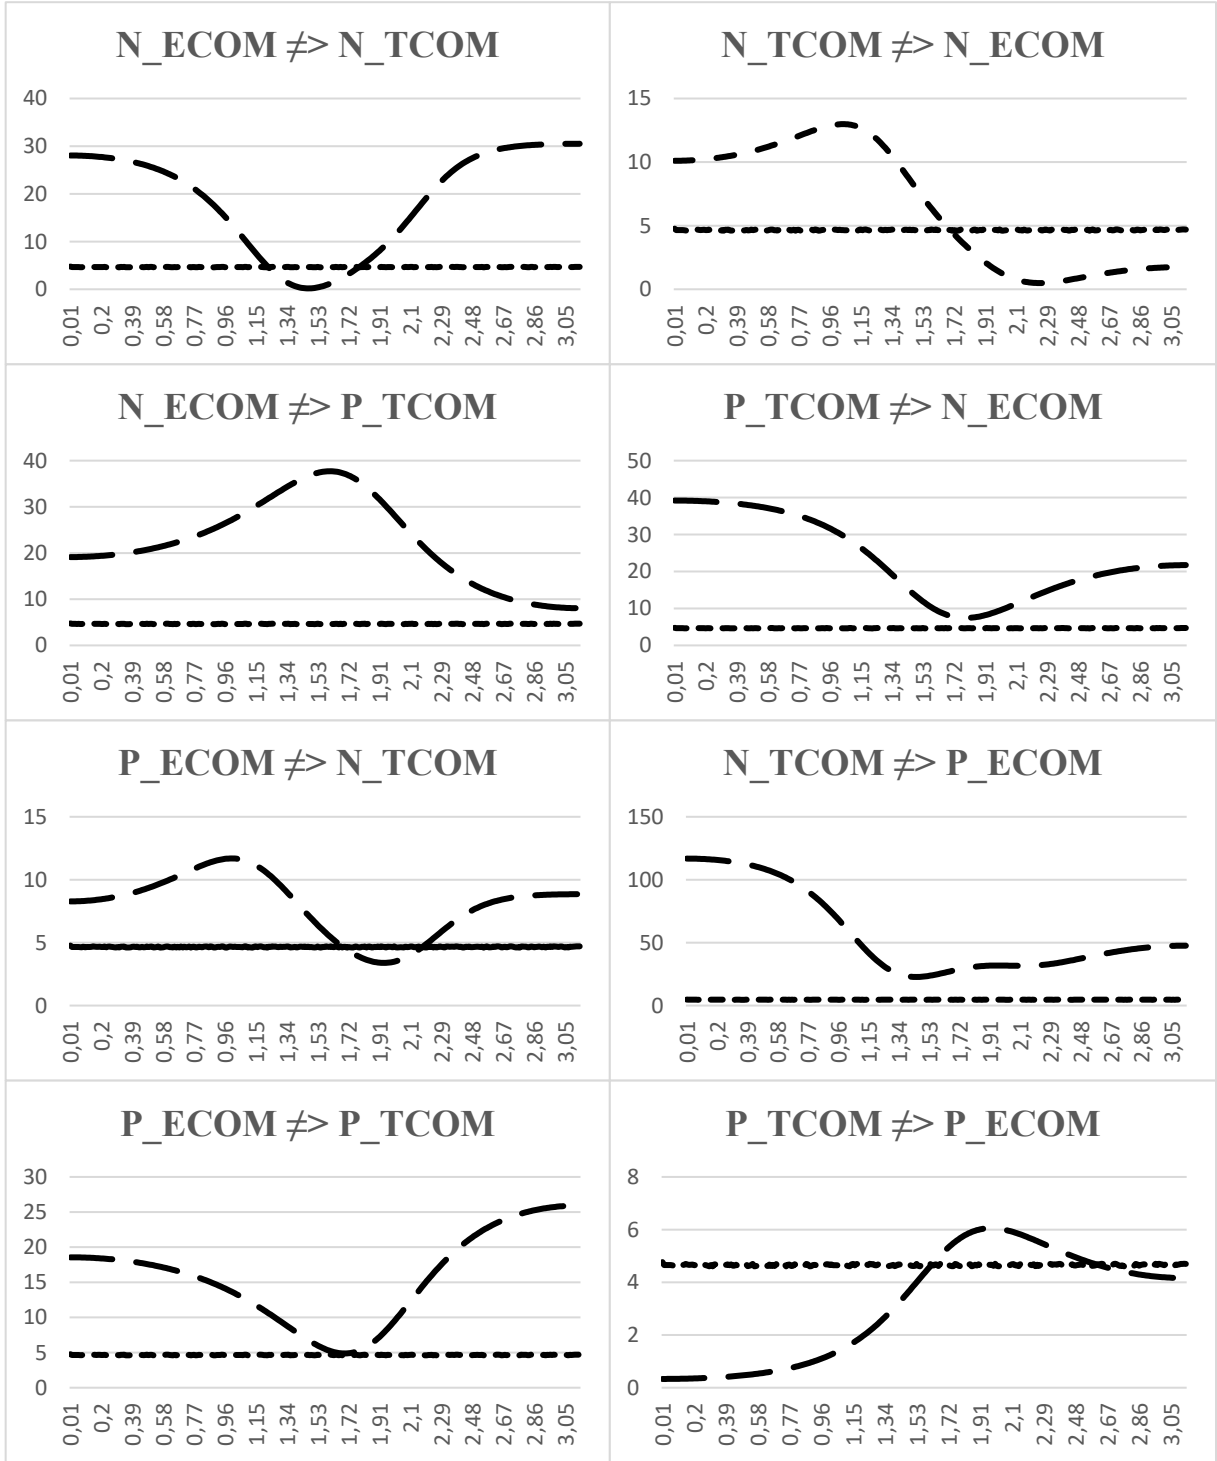 N_ECOM ≠> N_TCOM
40
30
20
10
0
0,01 0,2 0,39 0,58 0,77 0,96 1,15 1,34 1,53 1,72 1,91 2,1 2,29 2,48 2,67 2,86 3,05
N_TCOM ≠> N_ECOM
15
10
5
0
0,01 0,2 0,39 0,58 0,77 0,96 1,15 1,34 1,53 1,72 1,91 2,1 2,29 2,48 2,67 2,86 3,05
N_ECOM ≠> P_TCOM
40
30
20
10
0
0,01 0,2 0,39 0,58 0,77 0,96 1,15 1,34 1,53 1,72 1,91 2,1 2,29 2,48 2,67 2,86 3,05
P_TCOM ≠> N_ECOM
50
40
30
20
10
0
0,01 0,2 0,39 0,58 0,77 0,96 1,15 1,34 1,53 1,72 1,91 2,1 2,29 2,48 2,67 2,86 3,05
P_ECOM ≠> N_TCOM
15
10
5
0
0,01 0,2 0,39 0,58 0,77 0,96 1,15 1,34 1,53 1,72 1,91 2,1 2,29 2,48 2,67 2,86 3,05
N_TCOM ≠> P_ECOM
150
100
50
0
0,01 0,2 0,39 0,58 0,77 0,96 1,15 1,34 1,53 1,72 1,91 2,1 2,29 2,48 2,67 2,86 3,05
P_ECOM ≠> P_TCOM
30
25
20
15
10
5
0
0,01 0,2 0,39 0,58 0,77 0,96 1,15 1,34 1,53 1,72 1,91 2,1 2,29 2,48 2,67 2,86 3,05
P_TCOM ≠> P_ECOM
8
6
4
2
0
0,01 0,2 0,39 0,58 0,77 0,96 1,15 1,34 1,53 1,72 1,91 2,1 2,29 2,48 2,67 2,86 3,05